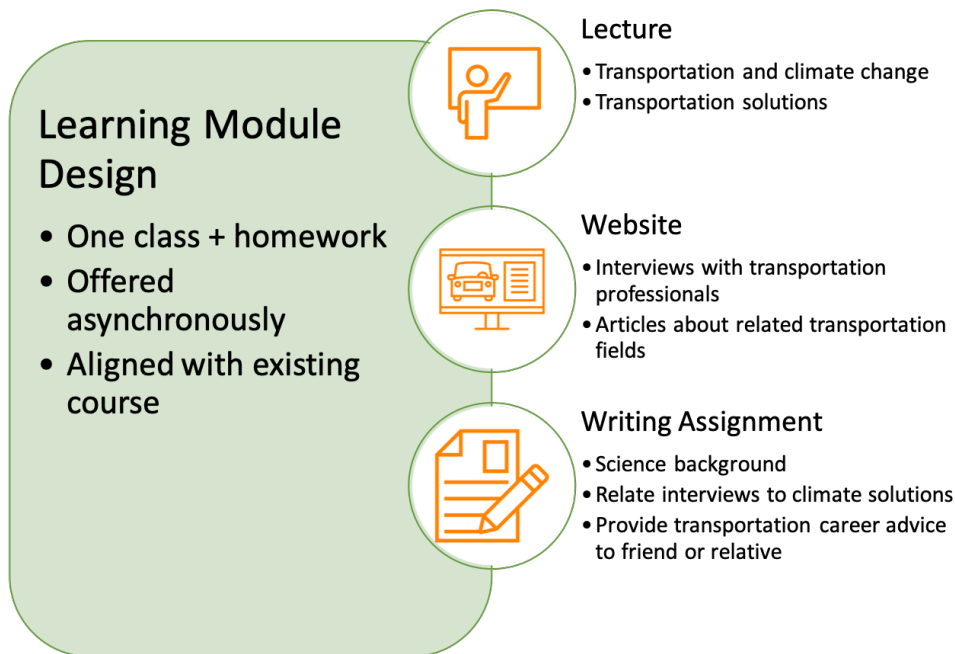 Learning Module
Design
• One class + homework
• Offered
asynchronously
• Aligned with existing
course
Lecture
• Transportation and climate change
• Transportation solutions
Website
• Interviews with transportation
professionals
• Articles about related transportation
fields
Writing Assignment
• Science background
• Relate interviews to climate solutions
• Provide transportation career advice
to friend or relative